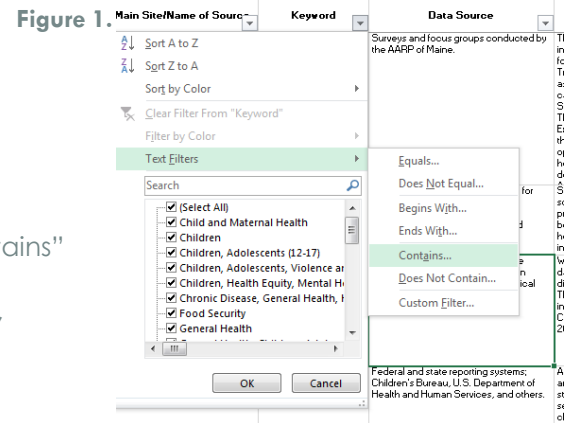 Figure 1.
Main Site/Name of Source
Keyword
Data Source
Sort A to Z
Sort Z to A
Sort by Color
Clear Filter From "Keyword"
Filter by Color
Text Filters
Search
(Select All)
Child and Maternal Health
Children
Children, Adolescents (12-17)
Children, Adolescents, Violence ar
Children, Health Equity, Mental H
Chronic Disease, General Health, H
Food Security
General Health
OK
Cancel
Equals...
Does Not Equal...
Begins With...
Ends With...
Contains...
Does Not Contain...
Custom Filter...
Surveys and focus groups conducted by
the AARP of Maine.
for
ical
Federal and state reporting systems;
Children's Bureau, U.S. Department of
Health and Human Services, and others.
ains"